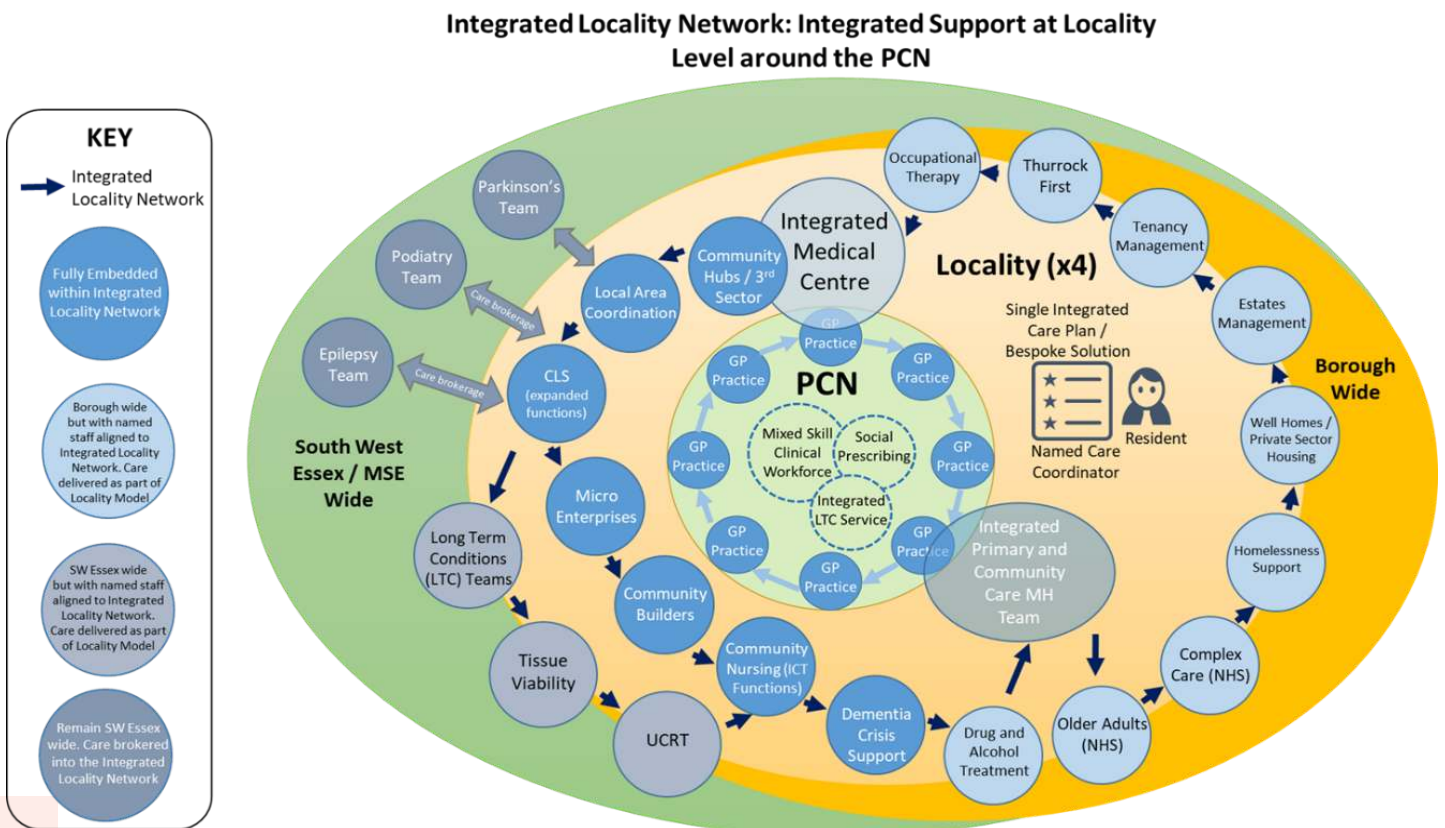 Integrated Locality Network: Integrated Support at Locality
Level around the PCN
KEY
Integrated
Locality Network
Fully Embedded
within Integrated
Locality Network
Borough wide
but with named
staff aligned to
Integrated Locality
Network. Care
delivered as part of
Locality Model
SW Essex wide
but with named staff
aligned to Integrated
Locality Network.
Care delivered as part
of Locality Model
Remain SW Essex
wide. Care brokered
into the Integrated
Locality Network
South West
Essex / MSE
Wide
Parkinson's
Team
Podiatry
Team
Epilepsy
Team
Care brokerage
Care brokerage
Local Area
Coordination
Community
Hubs / 3rd
Sector
Integrated
Medical
Centre
CLS
(expanded
functions)
Micro
Enterprises
Community
Builders
Community
Nursing (ICT
Functions)
Dementia
Crisis
Support
Long Term
Conditions
(LTC) Teams
Tissue
Viability
UCRT
PCN
GP
Practice
GP
Practice
GP
Practice
GP
Practice
GP
Practice
GP
Practice
GP
Practice
GP
Practice
Mixed Skill
Clinical
Workforce
Social
Prescribing
Integrated
LTC Service
Integrated
Primary and
Community
Care MH
Team
Locality (x4)
Single Integrated
Care Plan /
Bespoke Solution
Resident
Named Care
Coordinator
Borough
Wide
Occupational
Therapy
Thurrock
First
Tenancy
Management
Estates
Management
Well Homes /
Private Sector
Housing
Homelessness
Support
Complex
Care (NHS)
Older Adults
(NHS)
Drug and
Alcohol
Treatment